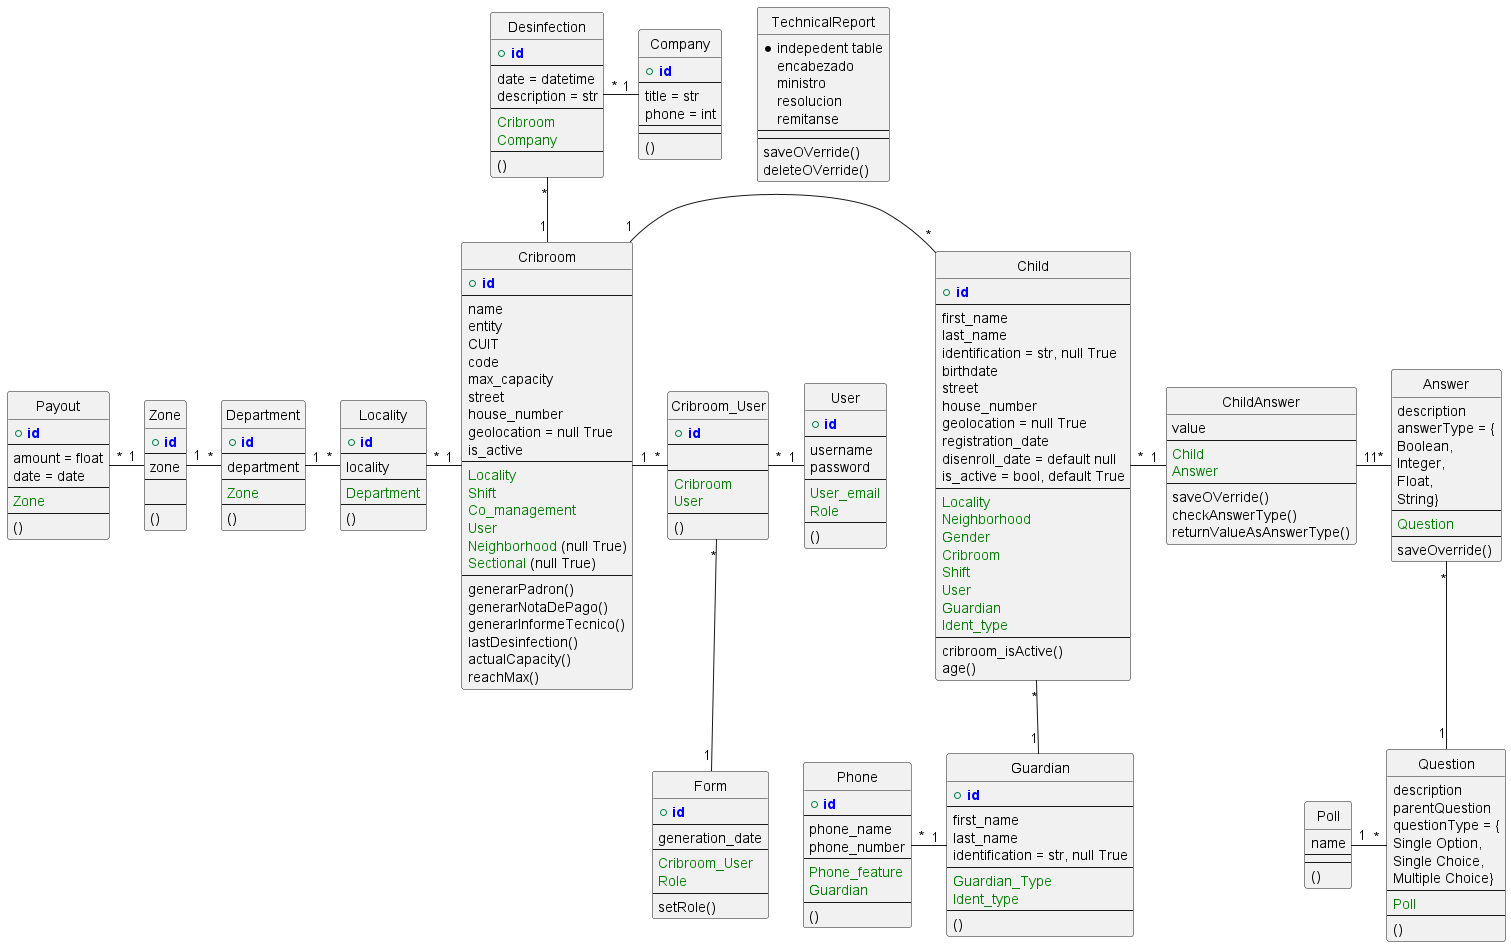 Desinfection
id
date = datetime
description = str
Cribroom
Company
()
* 1
Company
id
title = str
phone = int
()
TechnicalReport
indepedent table
encabezado
ministro
resolucion
remitanse
saveOVerride()
deleteOVerride()
*
1
1
*
Cribroom
id
name
entity
CUIT
code
max_capacity
street
house_number
geolocation = null True
is_active
Locality
Shift
Co_management
User
Neighborhood (null True)
Sectional (null True)
generarPadron()
generarNotaDePago()
generarInformeTecnico()
lastDesinfection()
actualCapacity()
reachMax()
Child
id
first_name
last_name
identification = str, null True
birthdate
street
house_number
geolocation = null True
registration_date
disenroll_date = default null
is_active = bool, default True
Locality
Neighborhood
Gender
Cribroom
Shift
User
Guardian
Ident_type
cribroom_isActive()
age()
Payout
id
amount = float
date = date
Zone
()
* 1
Zone
id
zone
()
1 *
Department
id
department
Zone
()
1 *
Locality
id
locality
Department
()
* 1
1 *
Cribroom_User
id
Cribroom
User
()
* 1
User
id
username
password
User_email
Role
()
* 1
ChildAnswer
value
Child
Answer
saveOVerride()
checkAnswerType()
returnValueAsAnswerType()
11*
Answer
description
answerType = {
Boolean,
Integer,
Float,
String}
Question
saveOverride()
*
1
*
1
*
1
Form
id
generation_date
Cribroom_User
Role
setRole()
Phone
id
phone_name
phone_number
Phone_feature
Guardian
()
* 1
Guardian
id
first_name
last_name
identification = str, null True
Guardian_Type
Ident_type
()
Poll
name
()
1 *
Question
description
parentQuestion
questionType = {
Single Option,
Single Choice,
Multiple Choice}
Poll
()